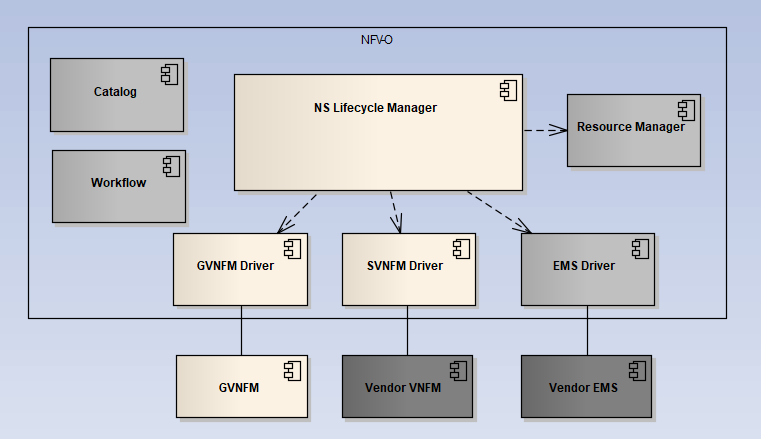 NFV-O
Catalog
NS Lifecycle Manager
Resource Manager
Workflow
GVNFM Driver
SVNFM Driver
EMS Driver
GVNFM
Vendor VNFM
Vendor EMS